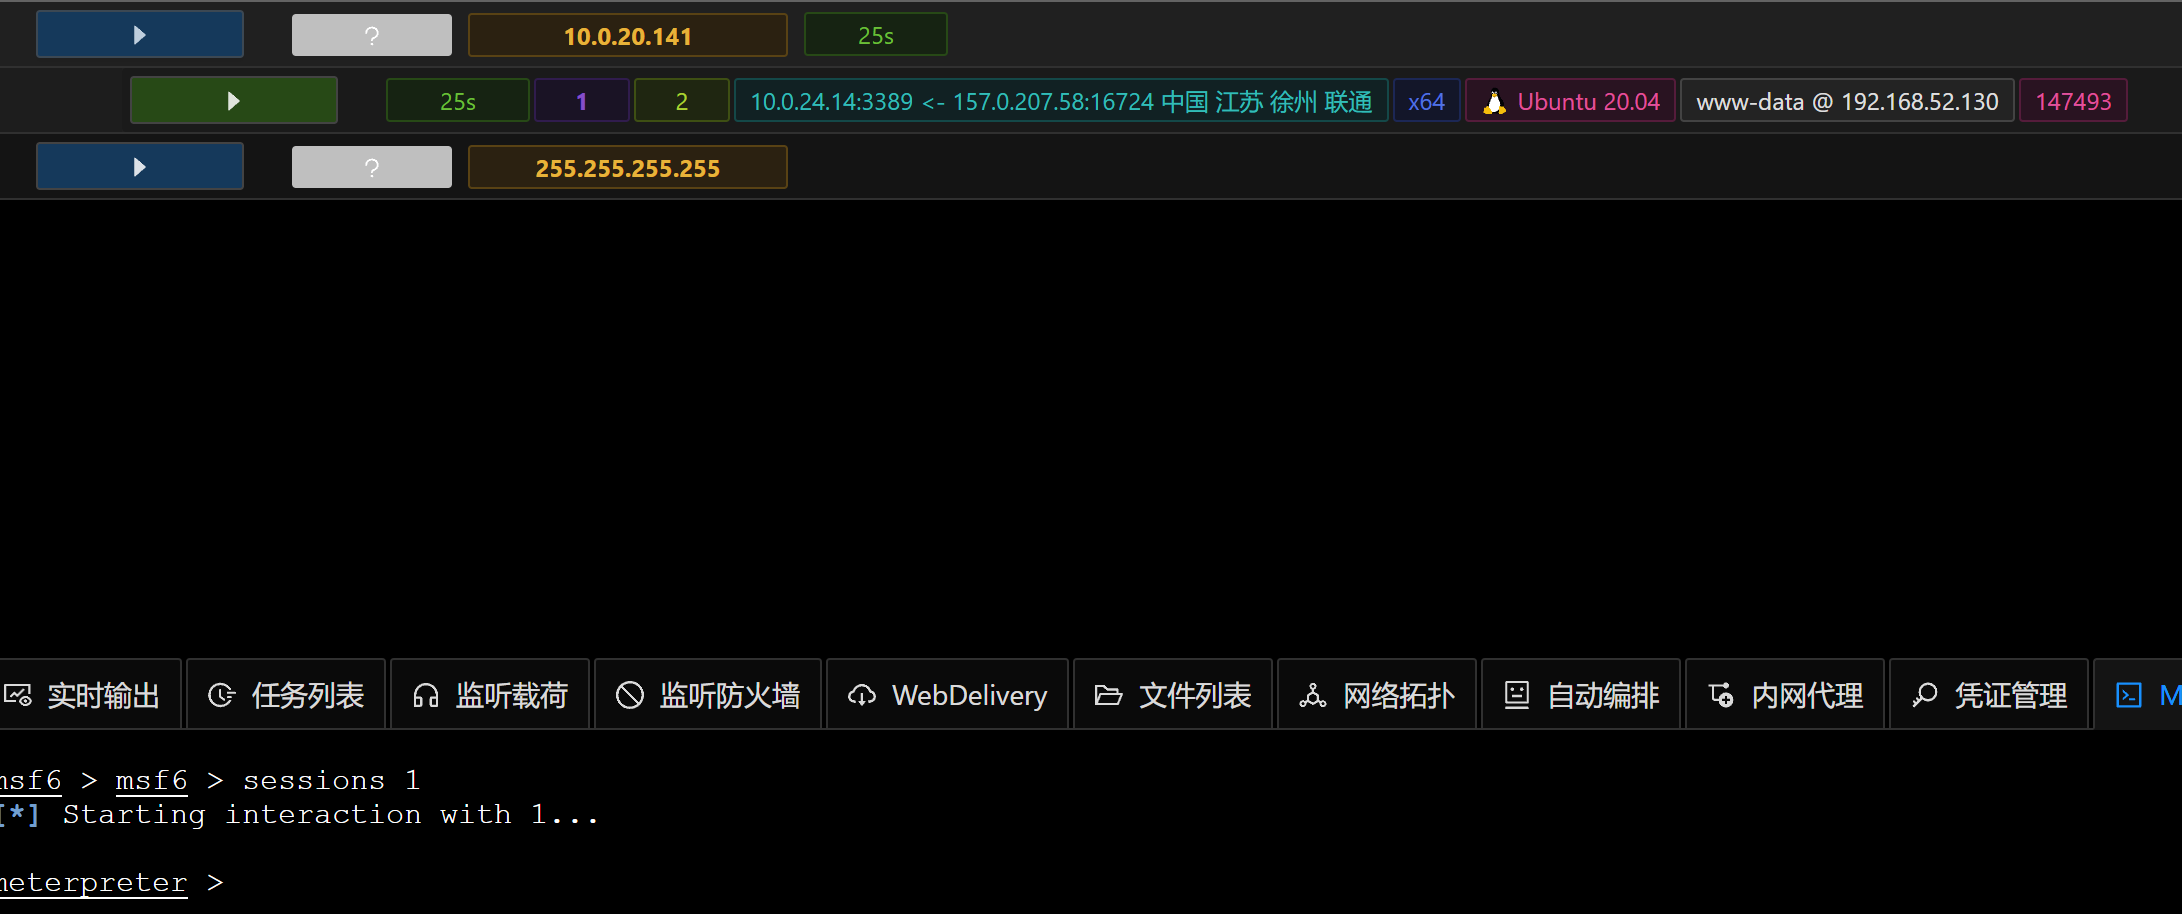 ? 10.0.20.141 25s
25s 1 2 10.0.24.14:3389 <- 157.0.207.58:16724 中国 江苏 徐州 联通 x64 Ubuntu 20.04 www-data @ 192.168.52.130 147493
? 255.255.255.255
实时输出 任务列表 监听载荷 监听防火墙 WebDelivery 文件列表 网络拓扑 自动编排 内网代理 凭证管理 M
msf6 > msf6 > sessions 1
[*] Starting interaction with 1...
meterpreter >